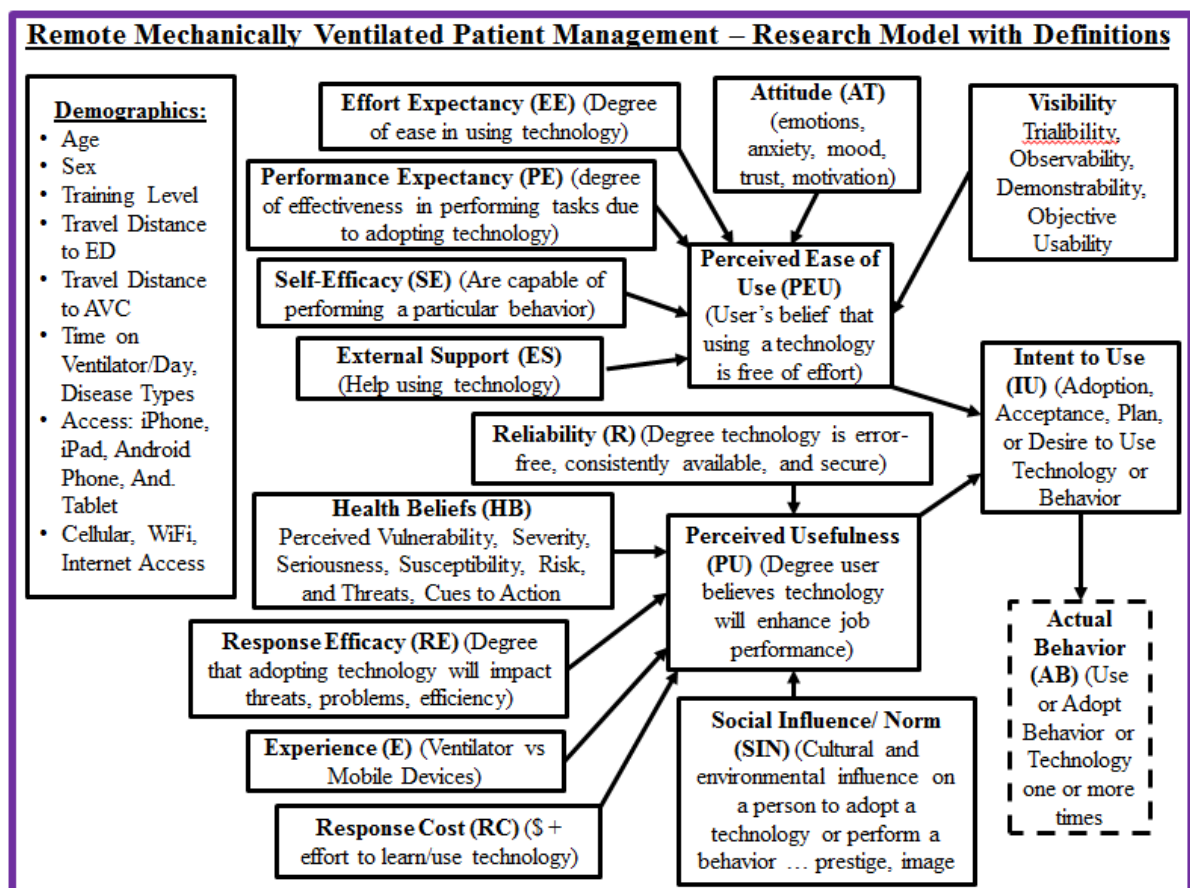 Remote Mechanically Ventilated Patient Management – Research Model with Definitions
Demographics:
• Age
• Sex
• Training Level
• Travel Distance
to ED
• Travel Distance
to AVC
• Time on
Ventilator/Day,
Disease Types
• Access: iPhone,
iPad, Android
Phone, And.
Tablet
• Cellular, WiFi,
Internet Access
Effort Expectancy (EE) (Degree
of ease in using technology)
Attitude (AT)
(emotions,
anxiety, mood,
trust, motivation)
Visibility
Trialibility,
Observability,
Demonstrability,
Objective
Usability
Performance Expectancy (PE) (degree
of effectiveness in performing tasks due
to adopting technology)
Self-Efficacy (SE) (Are capable of
performing a particular behavior)
External Support (ES)
(Help using technology)
Perceived Ease of
Use (PEU)
(User’s belief that
using a technology
is free of effort)
Intent to Use
(IU) (Adoption,
Acceptance, Plan,
or Desire to Use
Technology or
Behavior
Reliability (R) (Degree technology is error-
free, consistently available, and secure)
Health Beliefs (HB)
Perceived Vulnerability, Severity,
Seriousness, Susceptibility, Risk,
and Threats, Cues to Action
Perceived Usefulness
(PU) (Degree user
believes technology
will enhance job
performance)
Response Efficacy (RE) (Degree
that adopting technology will impact
threats, problems, efficiency)
Experience (E) (Ventilator vs
Mobile Devices)
Response Cost (RC) ($ +
effort to learn/use technology)
Social Influence/ Norm
(SIN) (Cultural and
environmental influence on
a person to adopt a
technology or perform a
behavior … prestige, image
Actual
Behavior
(AB) (Use
or Adopt
Behavior or
Technology
one or more
times